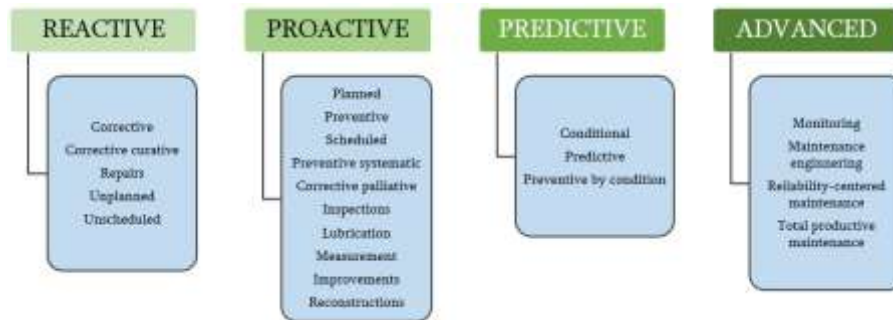 REACTIVE
Corrective
Corrective curative
Repairs
Unplanned
Unscheduled
PROACTIVE
Planned
Preventive
Scheduled
Preventive systematic
Corrective palliative
Inspections
Lubrication
Measurement
Improvements
Reconstructions
PREDICTIVE
Conditional
Predictive
Preventive by condition
ADVANCED
Monitoring
Maintenance
enginnering
Reliability-centered
maintenance
Total productive
maintenance